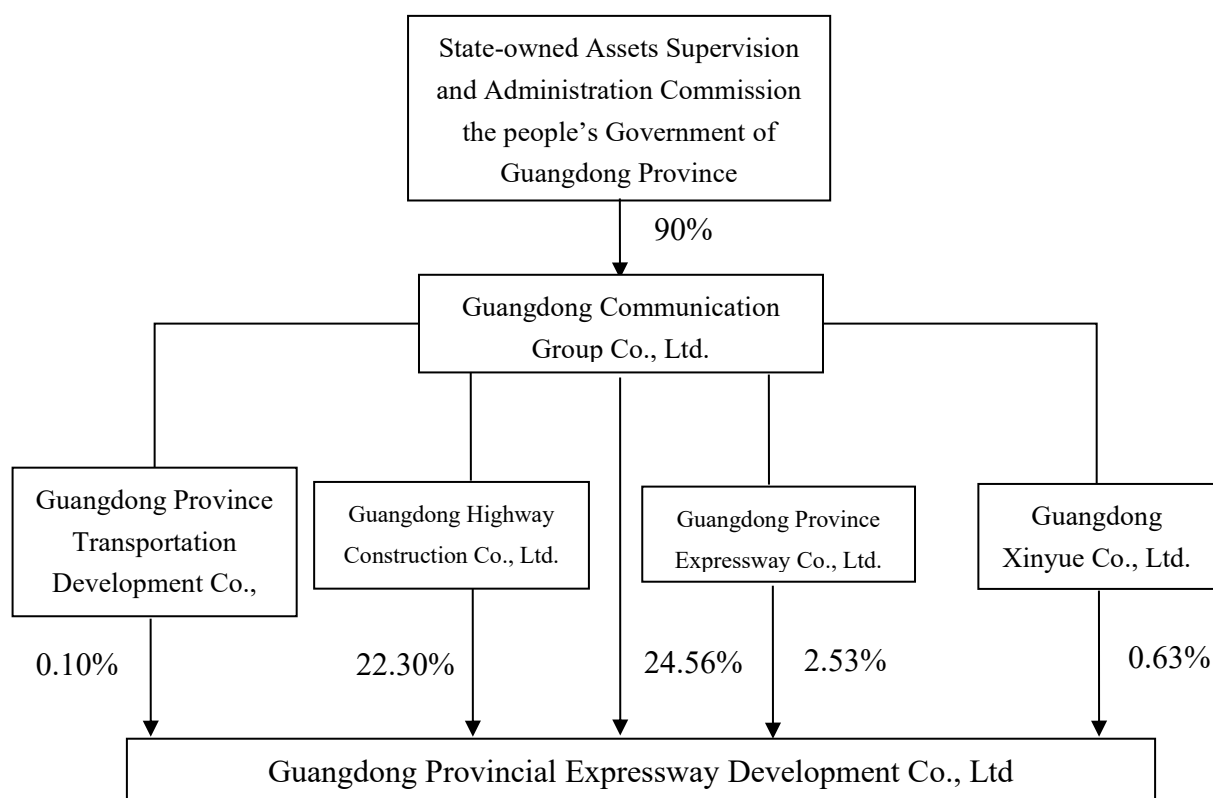 State-owned Assets Supervision
and Administration Commission
the people’s Government of
Guangdong Province
90%
Guangdong Communication
Group Co., Ltd.
Guangdong Province
Transportation
Development Co.,
Guangdong Highway
Construction Co., Ltd.
Guangdong Province
Expressway Co., Ltd.
Guangdong
Xinyue Co., Ltd.
0.10%
22.30%
24.56%
2.53%
0.63%
Guangdong Provincial Expressway Development Co., Ltd